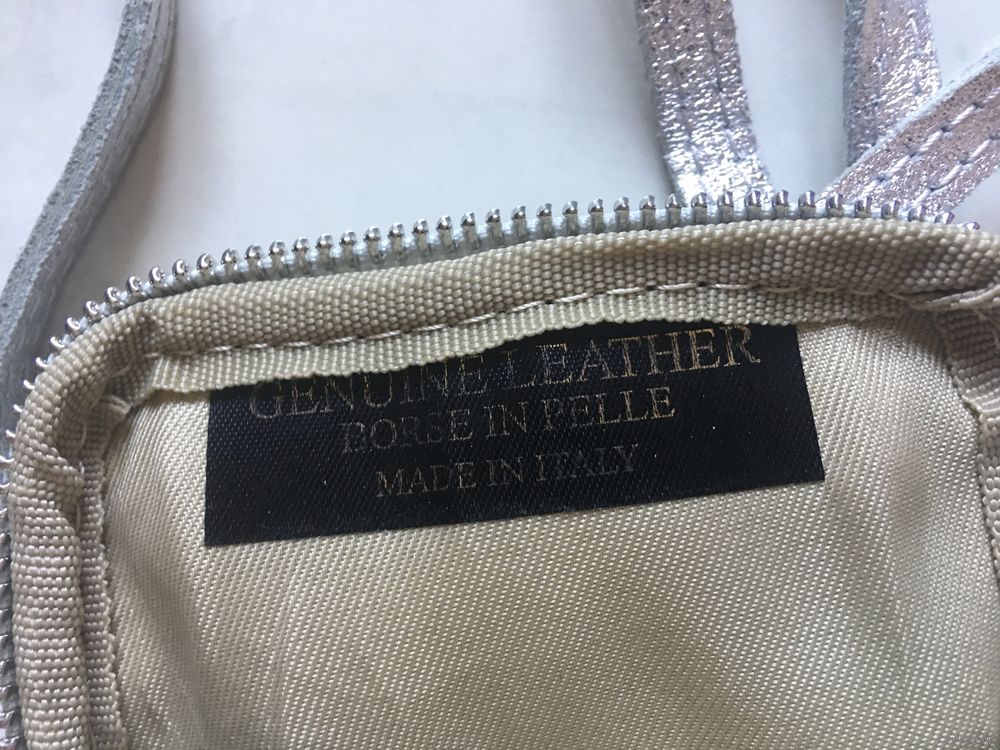 GENUINE LEATHER
BORSE IN PELLE
MADE IN ITALY